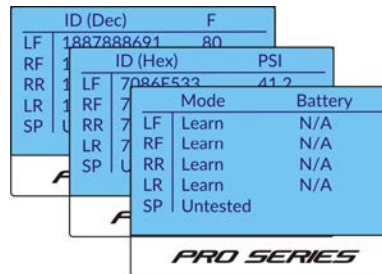 ID (Dec) F
LF 1887888691 80
RF 1
RR 1
LR 1
SP U
ID (Hex) PSI
LF 7086F533 41.2
RF 7
RR 7
LR 7
SP U
Mode Battery
LF Learn N/A
RF Learn N/A
RR Learn N/A
LR Learn N/A
SP Untested
PRO SERIES